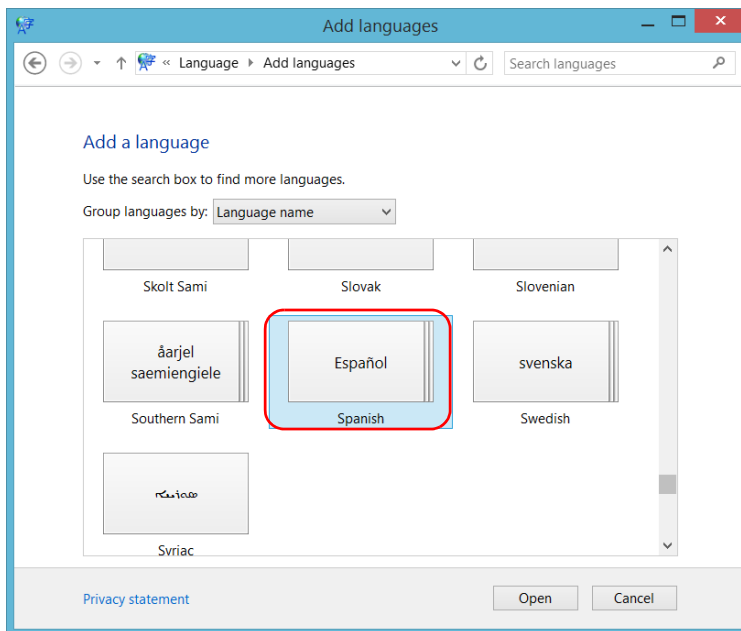 Add languages
« Language Add languages
Search languages
Add a language
Use the search box to find more languages.
Group languages by: Language name
Skolt Sami Slovak Slovenian
åarjel
saemiengiele
Español
svenska
Southern Sami Spanish Swedish
ܣܘܪܝܝܐ
Syriac
Privacy statement
Open Cancel